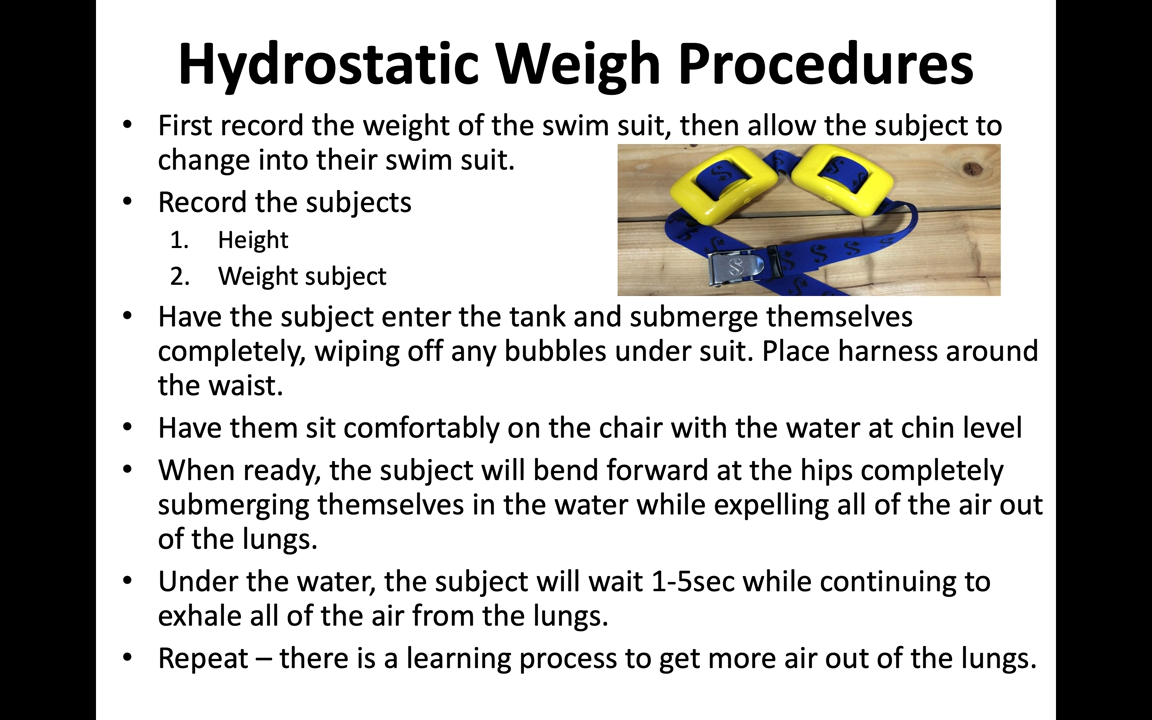 Hydrostatic Weigh Procedures
• First record the weight of the swim suit, then allow the subject to
change into their swim suit.
• Record the subjects
1. Height
2. Weight subject
• Have the subject enter the tank and submerge themselves
completely, wiping off any bubbles under suit. Place harness around
the waist.
• Have them sit comfortably on the chair with the water at chin level
• When ready, the subject will bend forward at the hips completely
submerging themselves in the water while expelling all of the air out
of the lungs.
• Under the water, the subject will wait 1-5sec while continuing to
exhale all of the air from the lungs.
• Repeat – there is a learning process to get more air out of the lungs.